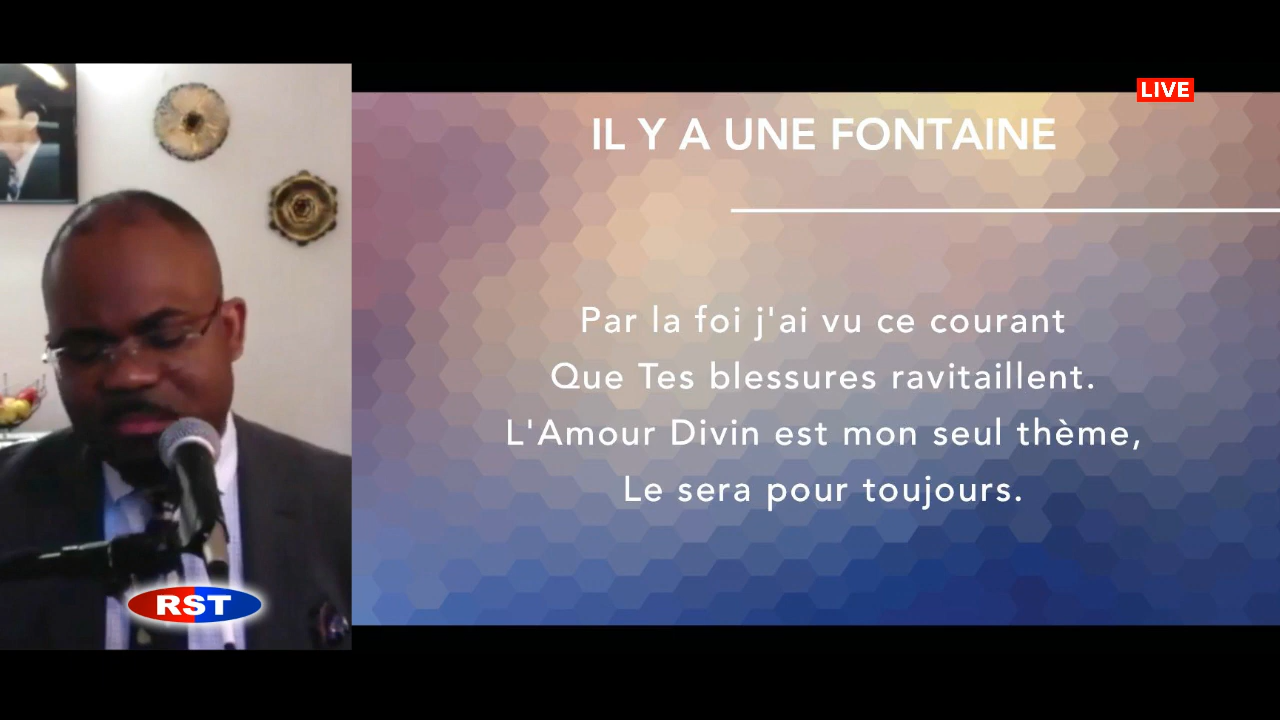 LIVE
IL Y A UNE FONTAINE
Par la foi j'ai vu ce courant
Que Tes blessures ravitaillent.
L'Amour Divin est mon seul thème,
Le sera pour toujours.
RST